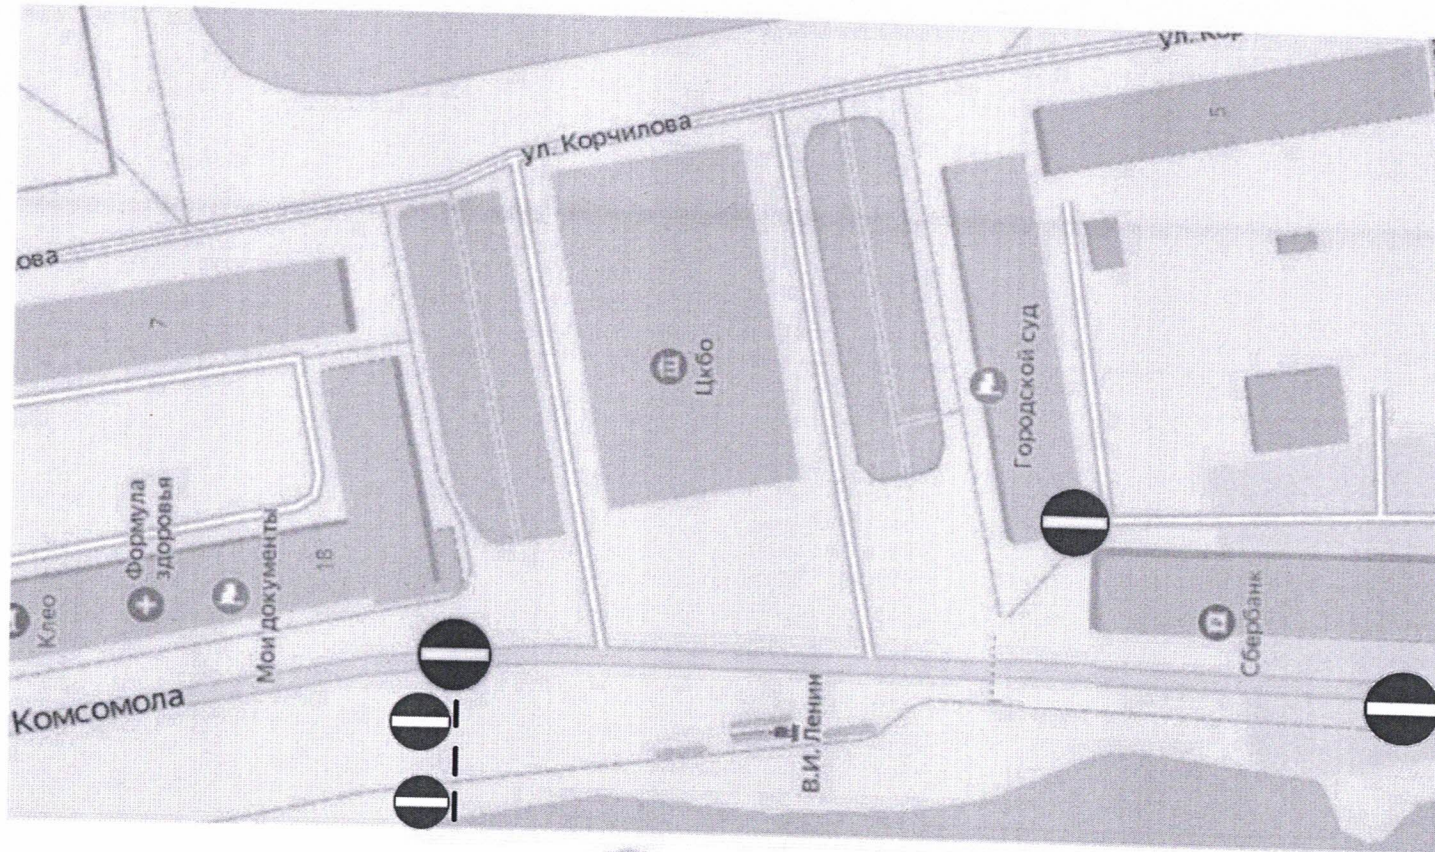 ул. Кор
ул. Корчилова
ова
5
7
Цкбо
Городской суд
Формула
здоровья
Мои документы
18
Клео
Сбербанк
Комсомола
В.И. Ленин